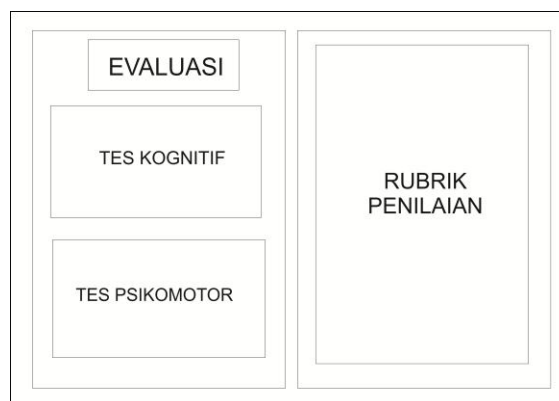 EVALUASI
TES KOGNITIF
TES PSIKOMOTOR
RUBRIK
PENILAIAN